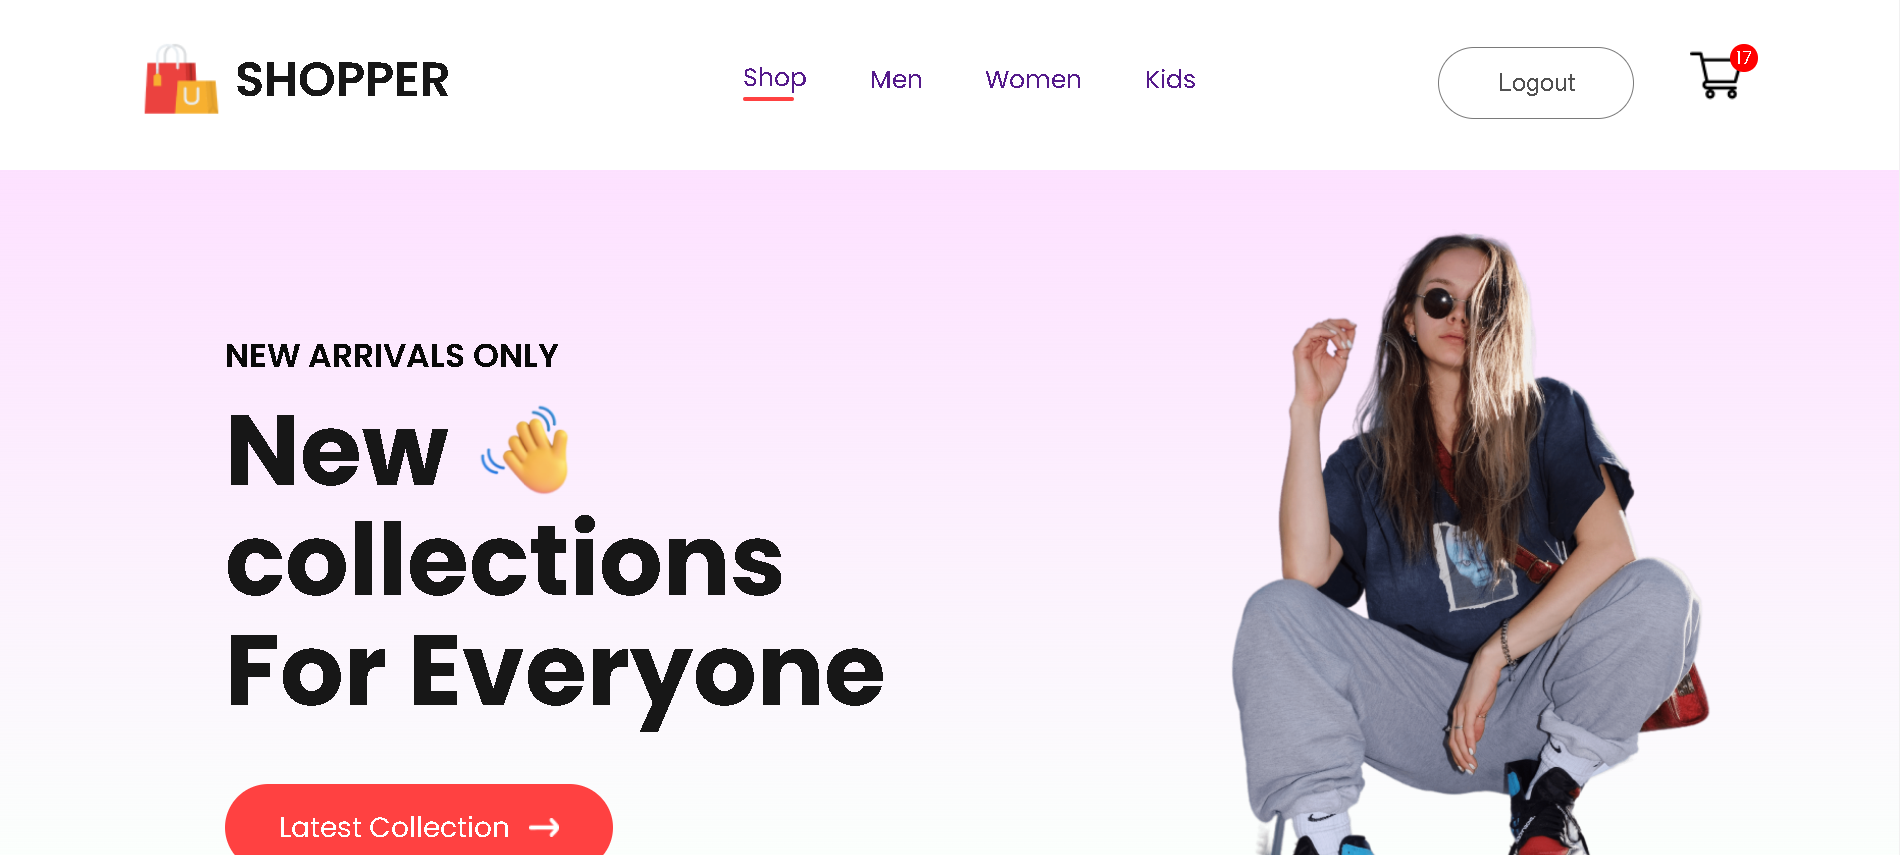 SHOPPER
Shop
Men
Women
Kids
Logout
17
NEW ARRIVALS ONLY
New
collections
For Everyone
Latest Collection